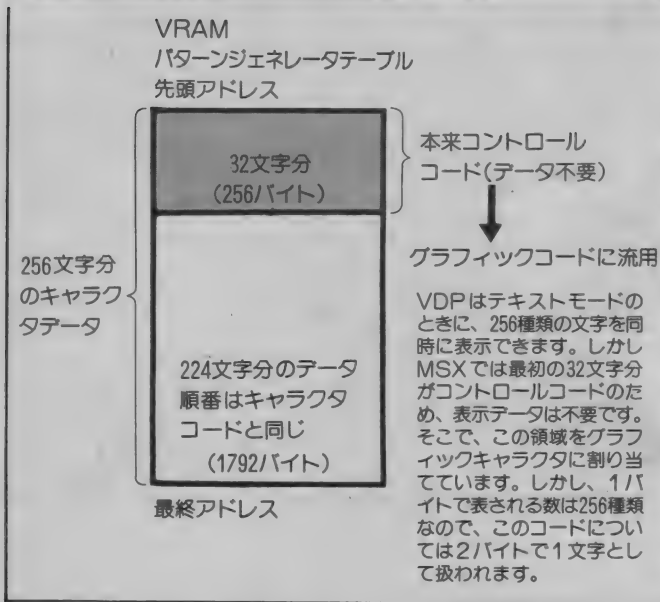 VRAM
パターンジェネレータテーブル
先頭アドレス
32文字分
(256バイト)
本来コントロール
コード(データ不要)
グラフィックコードに流用
256文字分
のキャラク
タデータ
224文字分のデータ
順番はキャラクタ
コードと同じ
(1792バイト)
最終アドレス
VDPはテキストモードの
ときに、256種類の文字を同
時に表示できます。しかし
MSXでは最初の32文字分
がコントロールコードのた
め、表示データは不要です。
そこで、この領域をグラフ
ィックキャラクタに割り当
てています。しかし、1バ
イトで表される数は256種類
なので、このコードについ
ては2バイトで1文字とし
て扱われます。